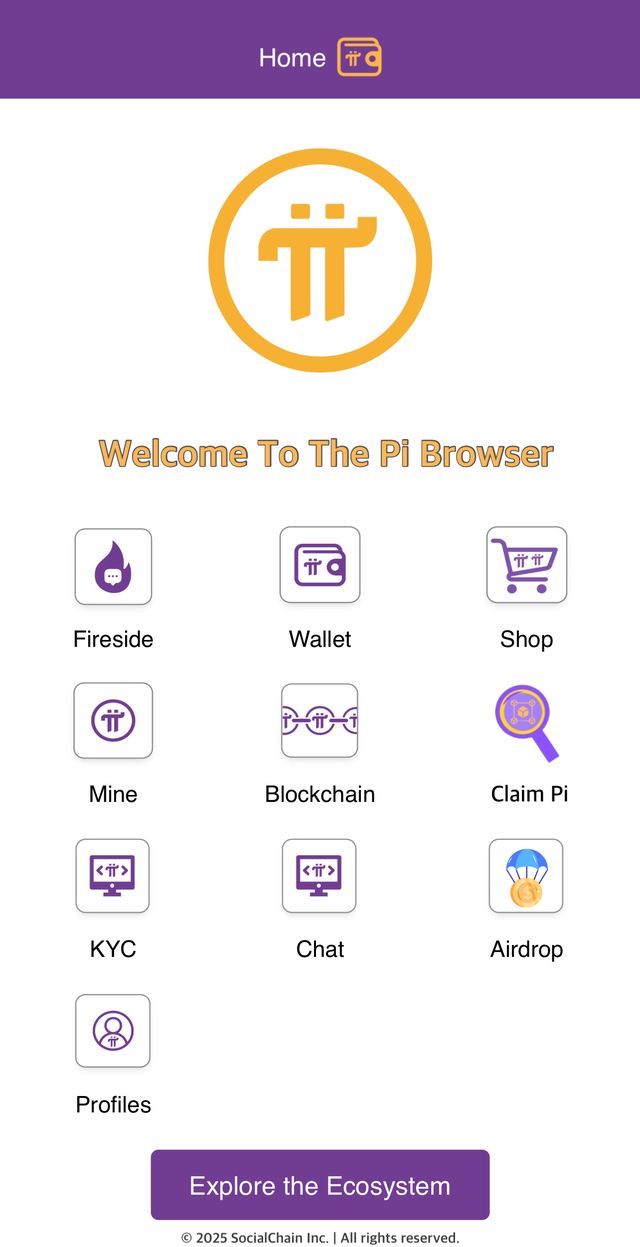 Home
Welcome To The Pi Browser
Fireside Wallet Shop
Mine Blockchain Claim Pi
KYC Chat Airdrop
Profiles
Explore the Ecosystem
© 2025 SocialChain Inc. | All rights reserved.